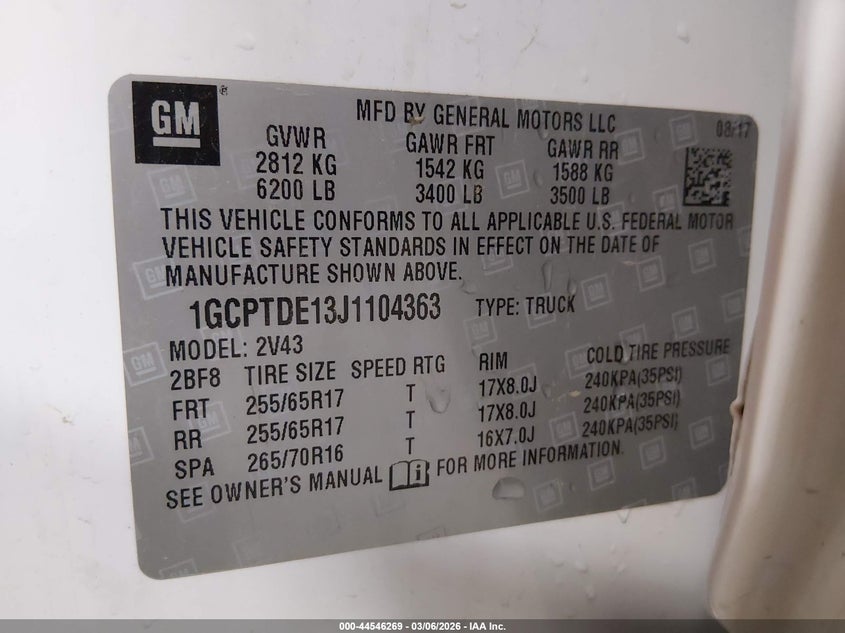 GM
MFD BY GENERAL MOTORS LLC 08/17
GVWR GAWR FRT GAWR RR
2812 KG 1542 KG 1588 KG
6200 LB 3400 LB 3500 LB
THIS VEHICLE CONFORMS TO ALL APPLICABLE U.S. FEDERAL MOTOR
VEHICLE SAFETY STANDARDS IN EFFECT ON THE DATE OF
MANUFACTURE SHOWN ABOVE.
1GCPTDE13J1104363 TYPE: TRUCK
MODEL: 2V43
2BF8 TIRE SIZE SPEED RTG RIM COLD TIRE PRESSURE
FRT 255/65R17 T 17X8.0J 240KPA(35PSI)
RR 255/65R17 T 17X8.0J 240KPA(35PSI)
SPA 265/70R16 T 16X7.0J 240KPA(35PSI)
SEE OWNER'S MANUAL FOR MORE INFORMATION.
000-44546269 - 03/06/2026 - IAA Inc.